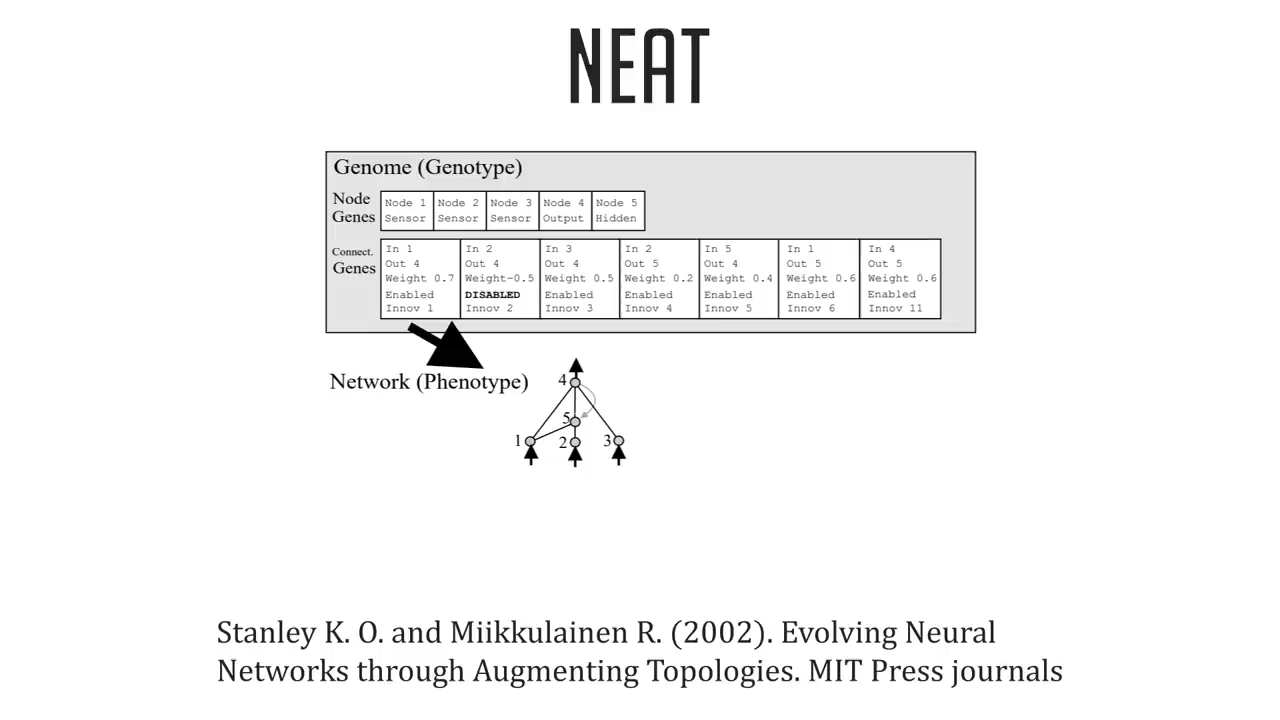 NEAT
Genome (Genotype)
Node Genes
Node 1 Node 2 Node 3 Node 4 Node 5
Sensor Sensor Sensor Output Hidden
Connect. Genes
In 1 In 2 In 3 In 2 In 5 In 1 In 4
Out 4 Out 4 Out 4 Out 5 Out 4 Out 5 Out 5
Weight 0.7 Weight-0.5 Weight 0.5 Weight 0.2 Weight 0.4 Weight 0.6 Weight 0.6
Enabled DISABLED Enabled Enabled Enabled Enabled Enabled
Innov 1 Innov 2 Innov 3 Innov 4 Innov 5 Innov 6 Innov 11
Network (Phenotype)
4
5
1 2 3
Stanley K. O. and Miikkulainen R. (2002). Evolving Neural
Networks through Augmenting Topologies. MIT Press journals